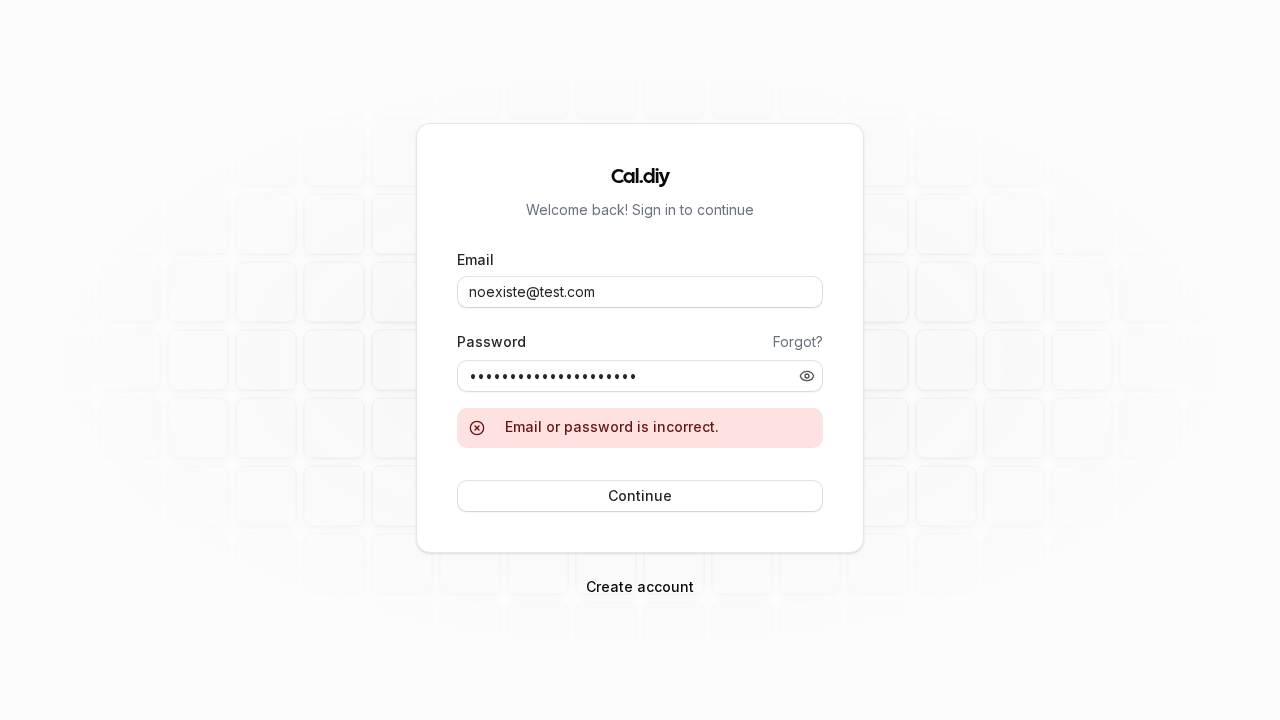 Cal.diy
Welcome back! Sign in to continue
Email
noexiste@test.com
Password Forgot?
•••••••••••••••••••••
Email or password is incorrect.
Continue
Create account